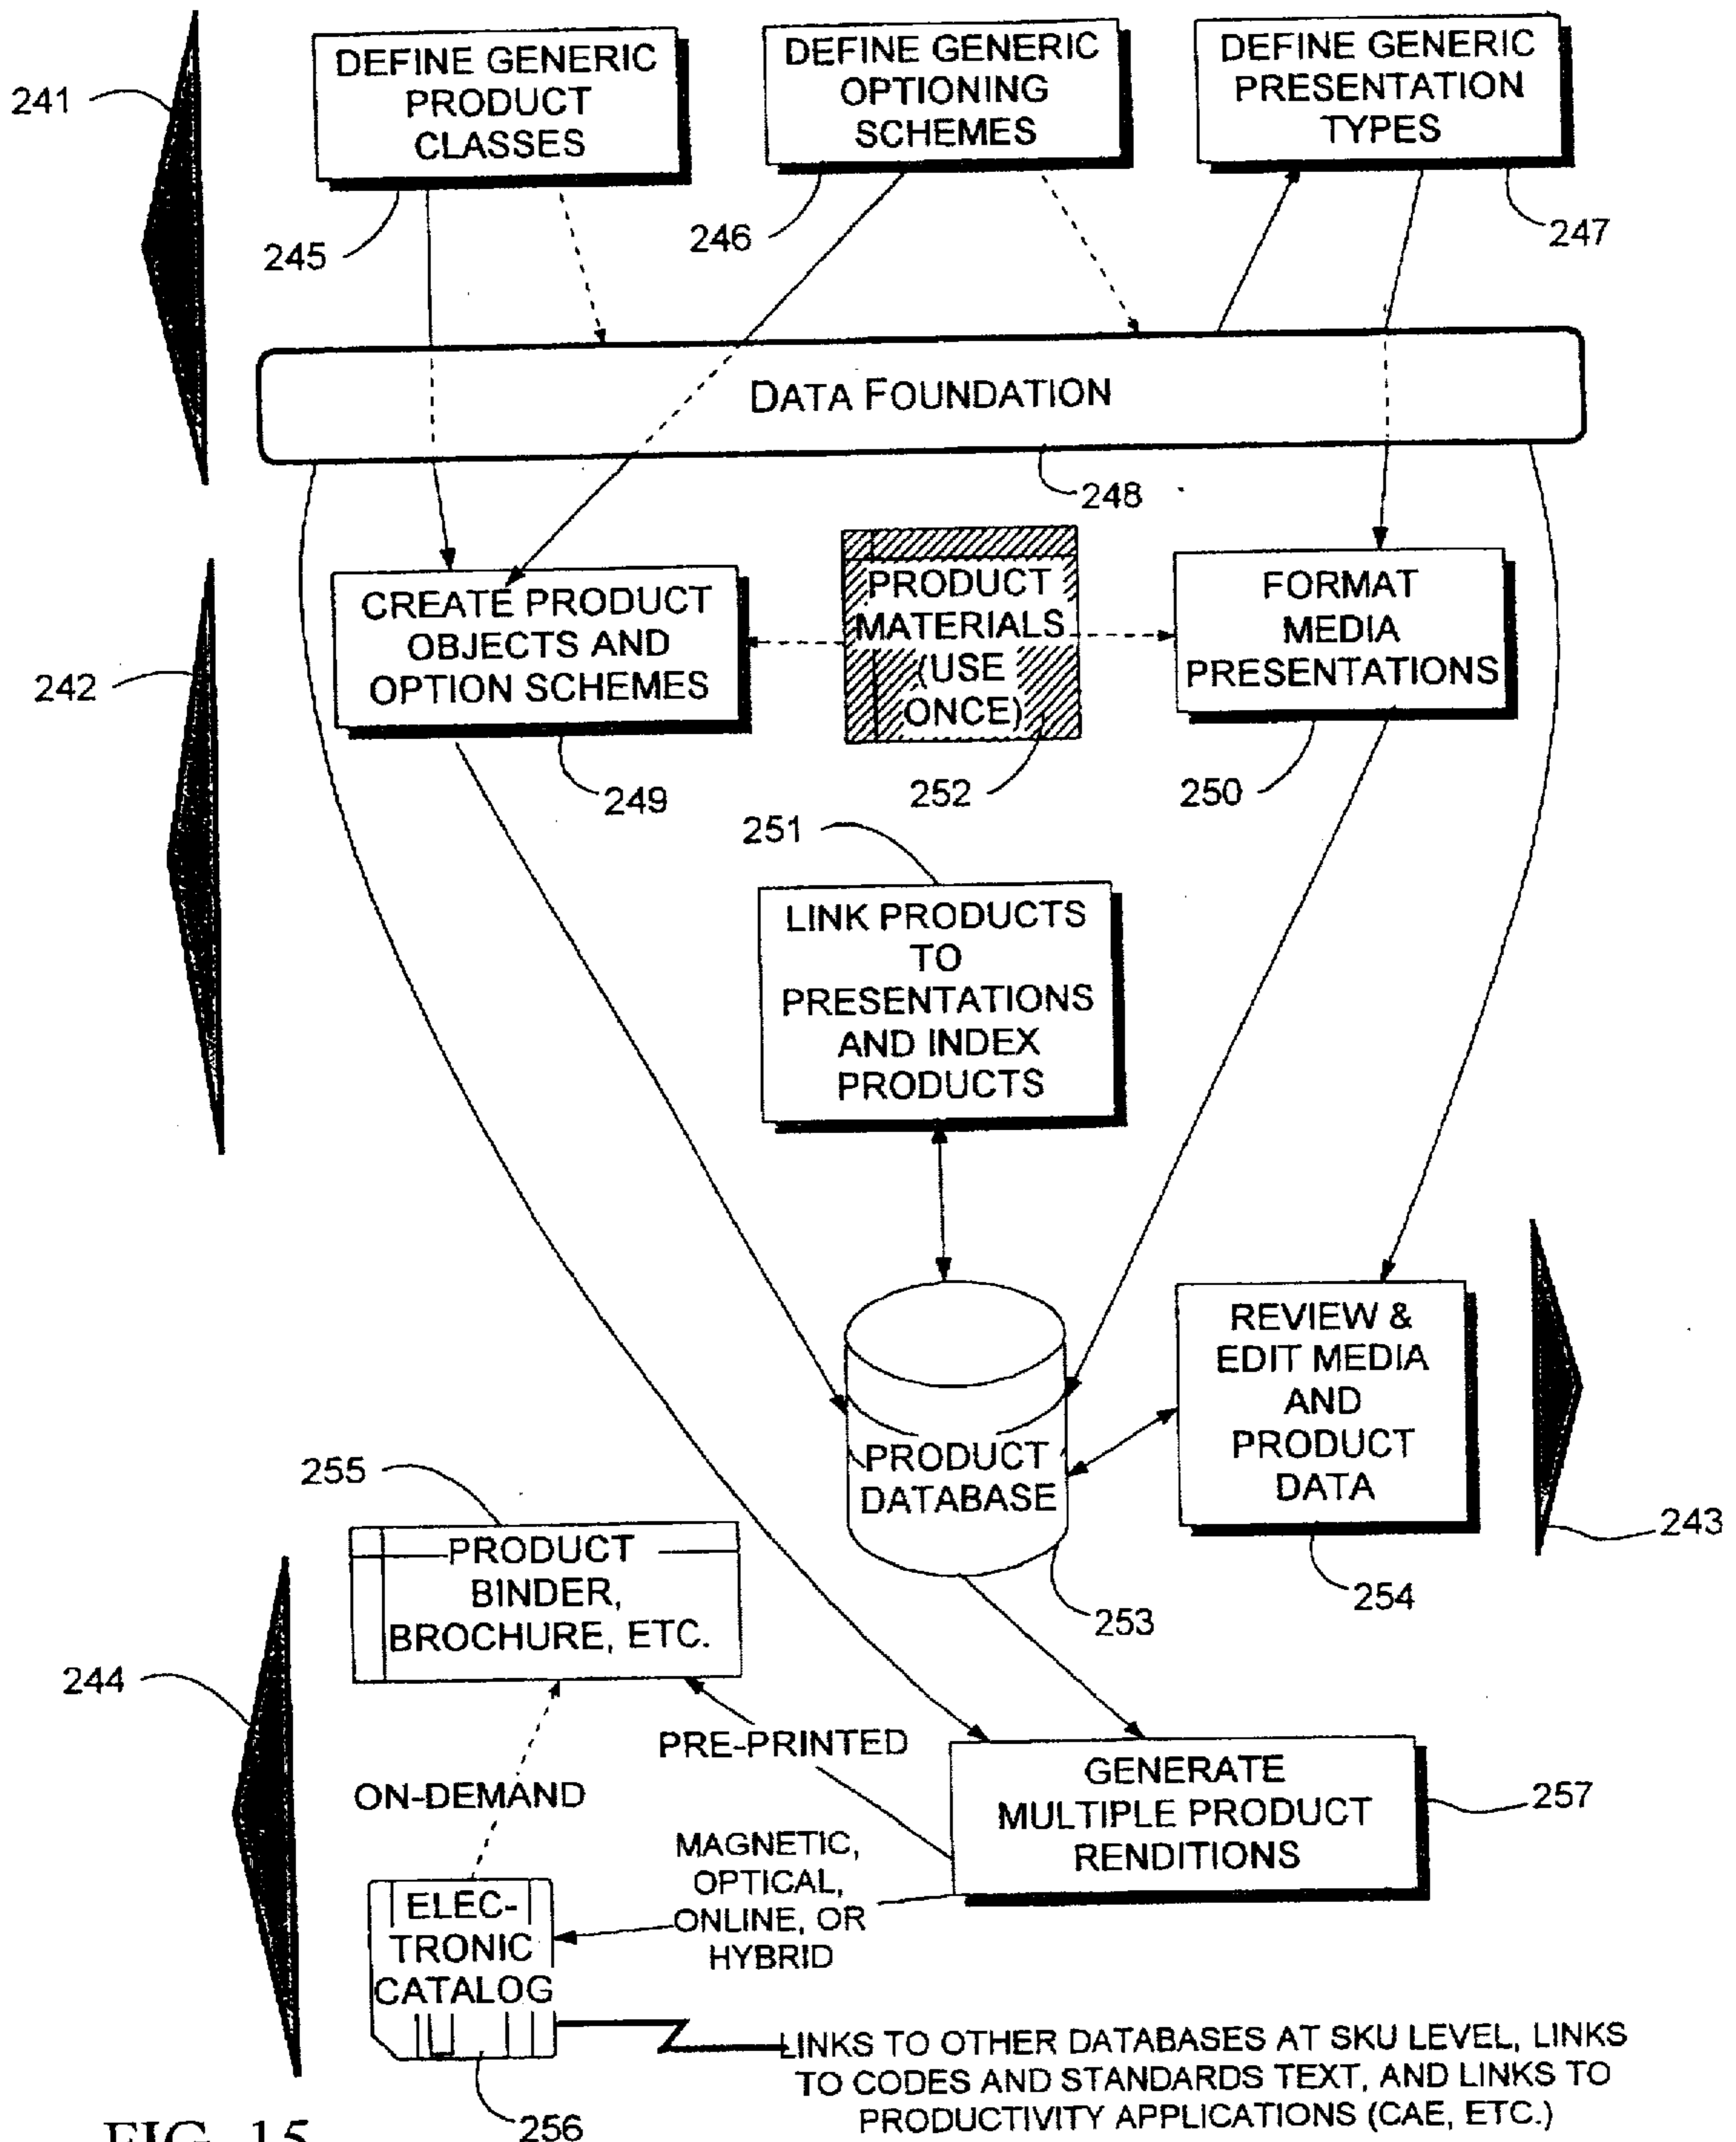 DEFINE GENERIC
PRODUCT
CLASSES
DEFINE GENERIC
OPTIONING
SCHEMES
DEFINE GENERIC
PRESENTATION
TYPES
241
245
246
247
DATA FOUNDATION
248
CREATE PRODUCT
OBJECTS AND
OPTION SCHEMES
PRODUCT
MATERIALS
(USE
ONCE)
FORMAT
MEDIA
PRESENTATIONS
242
249
252
250
251
LINK PRODUCTS
TO
PRESENTATIONS
AND INDEX
PRODUCTS
PRODUCT
DATABASE
REVIEW &
EDIT MEDIA
AND
PRODUCT
DATA
243
253
254
255
PRODUCT
BINDER,
BROCHURE, ETC.
244
PRE-PRINTED
ON-DEMAND
GENERATE
MULTIPLE PRODUCT
RENDITIONS
257
MAGNETIC,
OPTICAL,
ONLINE, OR
HYBRID
ELEC-
TRONIC
CATALOG
256
LINKS TO OTHER DATABASES AT SKU LEVEL, LINKS
TO CODES AND STANDARDS TEXT, AND LINKS TO
PRODUCTIVITY APPLICATIONS (CAE, ETC.)
FIG. 15